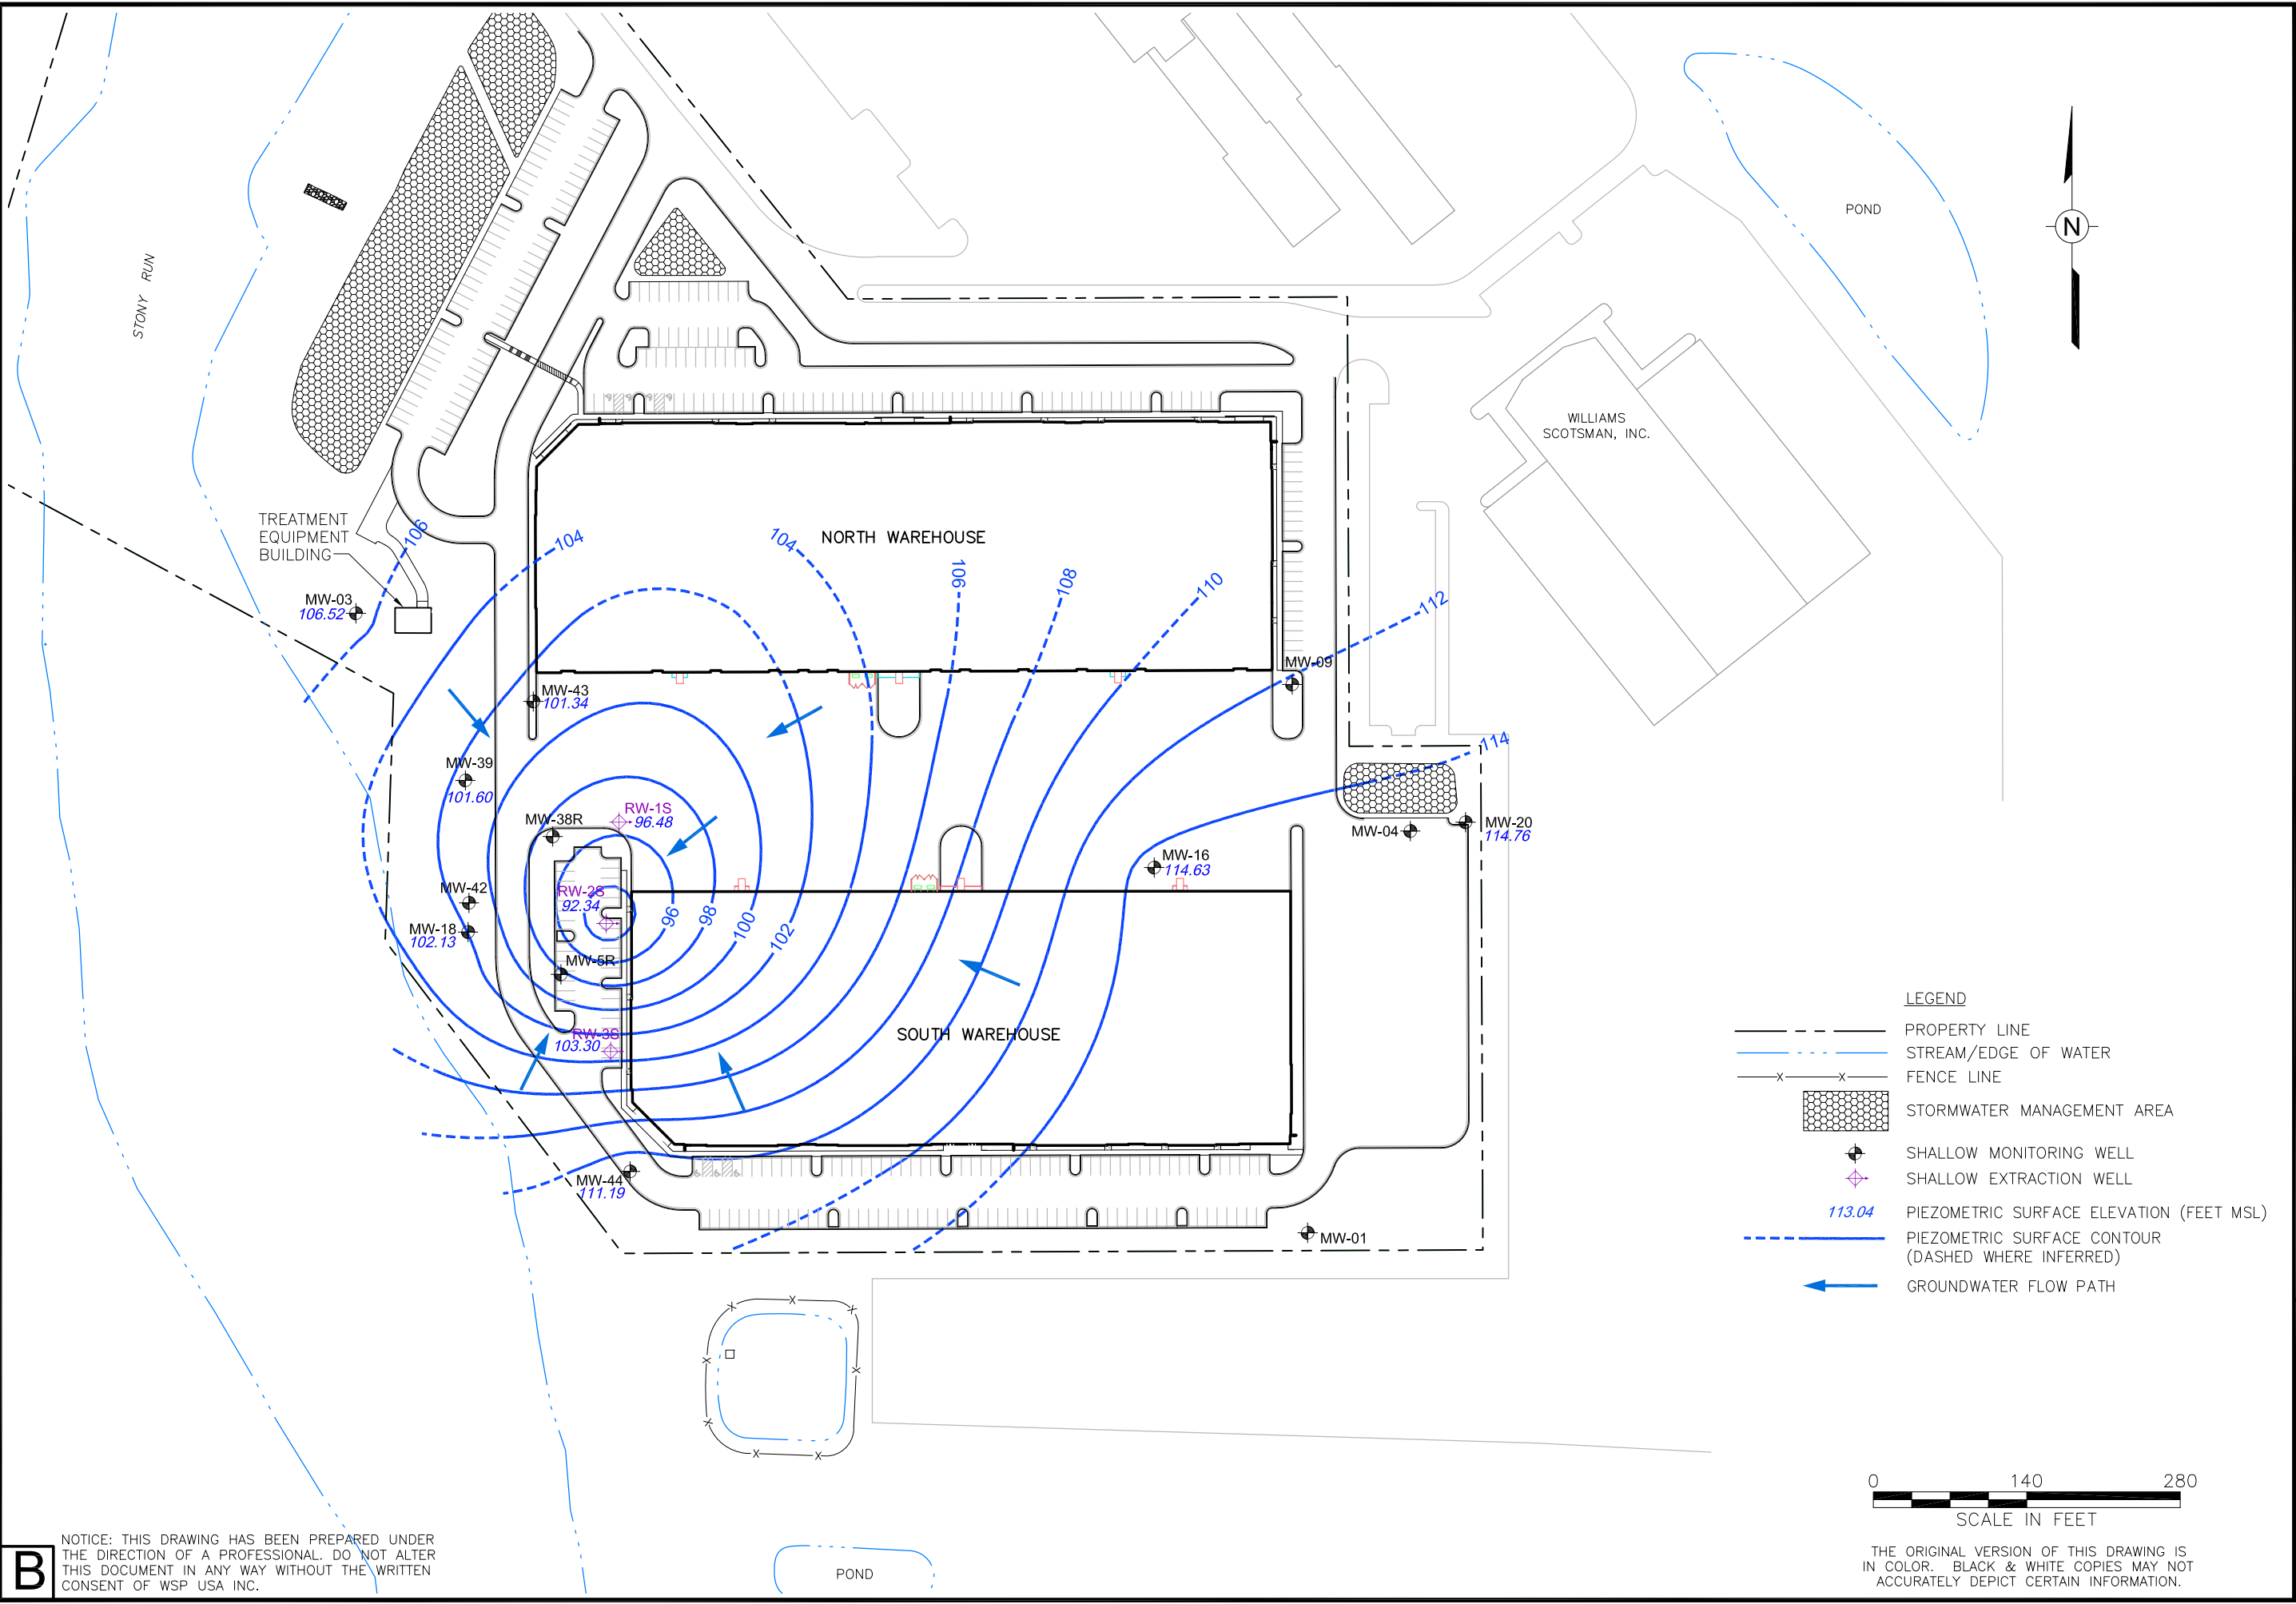 POND
N
STONY RUN
WILLIAMS
SCOTSMAN, INC.
TREATMENT
EQUIPMENT
BUILDING
106
104
104
NORTH WAREHOUSE
106
108
110
112
MW-03
106.52
MW-09
MW-43
101.34
114
MW-39
101.60
RW-1S
96.48
MW-38R
MW-04
MW-20
114.76
MW-16
114.63
MW-42
RW-2S
92.34
96
98
100
102
MW-18
102.13
MW-5R
RW-3S
103.30
SOUTH WAREHOUSE
MW-44
111.19
MW-01
LEGEND
PROPERTY LINE
STREAM/EDGE OF WATER
X X FENCE LINE
STORMWATER MANAGEMENT AREA
SHALLOW MONITORING WELL
SHALLOW EXTRACTION WELL
113.04 PIEZOMETRIC SURFACE ELEVATION (FEET MSL)
PIEZOMETRIC SURFACE CONTOUR
(DASHED WHERE INFERRED)
GROUNDWATER FLOW PATH
X X X
X X
X X X
0 140 280
SCALE IN FEET
THE ORIGINAL VERSION OF THIS DRAWING IS
IN COLOR. BLACK & WHITE COPIES MAY NOT
ACCURATELY DEPICT CERTAIN INFORMATION.
POND
B
NOTICE: THIS DRAWING HAS BEEN PREPARED UNDER
THE DIRECTION OF A PROFESSIONAL. DO NOT ALTER
THIS DOCUMENT IN ANY WAY WITHOUT THE WRITTEN
CONSENT OF WSP USA INC.